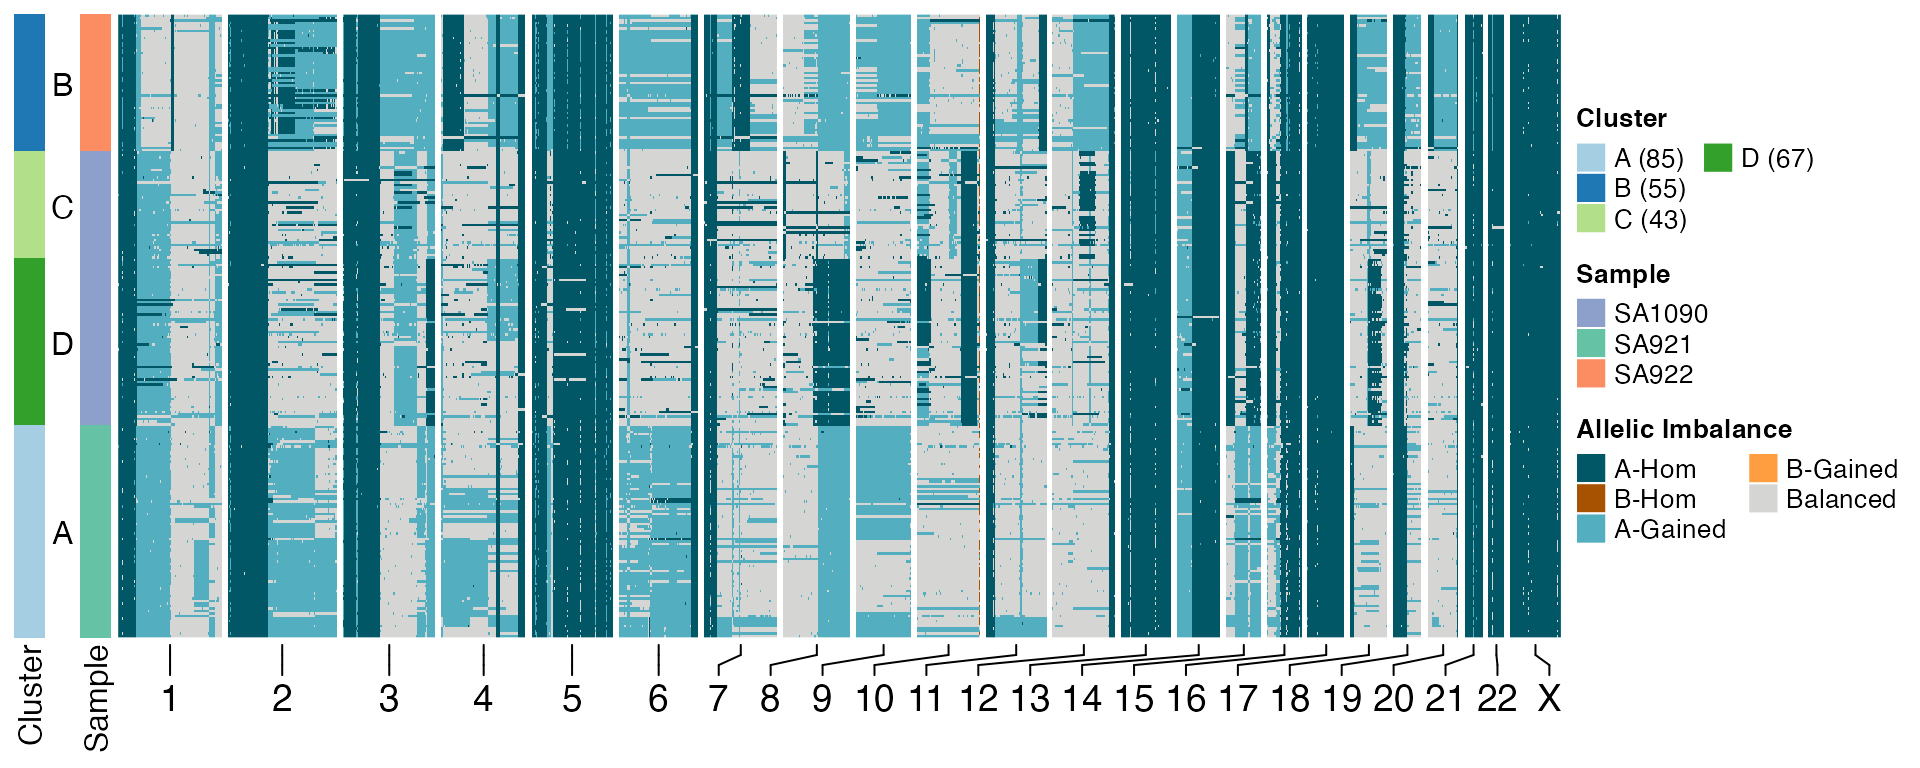 B
C
D
A
Cluster
Sample
1 2 3 4 5 6 7 8 9 10 11 12 13 14 15 16 17 18 19 20 21 22 X
Cluster
A (85) D (67)
B (55)
C (43)
Sample
SA1090
SA921
SA922
Allelic Imbalance
A-Hom B-Gained
B-Hom Balanced
A-Gained